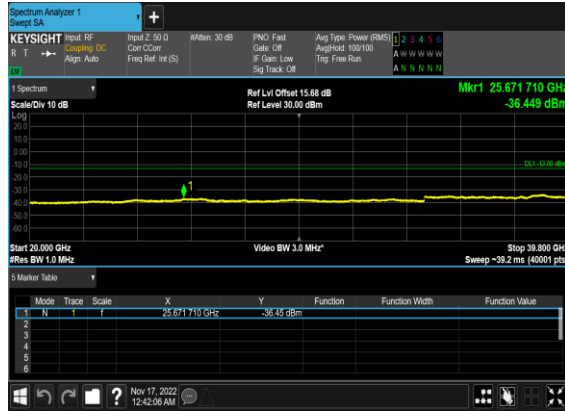 Spectrum Analyzer 1
Swept SA
+
KEYSIGHT Input: RF Input Z: 50 Ω #Atten: 30 dB PNO: Fast Avg Type: Power (RMS) 1 2 3 4 5 6
R T Coupling: DC Corr CCorr Gate: Off Avg|Hold: 100/100 A W W W W W
Align: Auto Freq Ref: Int (S) IF Gain: Low Trig: Free Run
Sig Track: Off A N N N N N
1 Spectrum Ref Lvl Offset 15.68 dB Mkr1 25.671 710 GHz
Scale/Div 10 dB Ref Level 30.00 dBm -36.449 dBm
Log
20.0
10.0
0.00
-10.0
DL1 -13.00 dBm
-20.0
-30.0
1
-40.0
-50.0
-60.0
Start 20.000 GHz Video BW 3.0 MHz* Stop 39.800 GHz
#Res BW 1.0 MHz Sweep ~39.2 ms (40001 pts)
5 Marker Table
Mode Trace Scale X Y Function Function Width Function Value
1 N 1 f 25.671 710 GHz -36.45 dBm
2
3
4
5
6
? Nov 17, 2022
12:42:06 AM